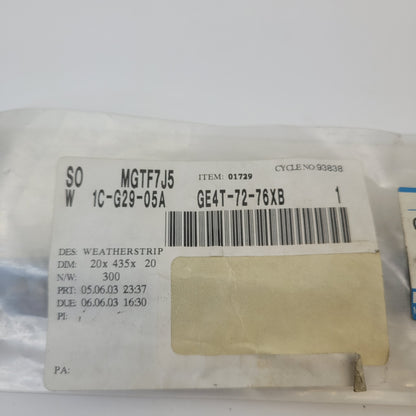 SO MGTF7J5 ITEM: 01729 CYCLE NO: 93838
W 1C-G29-05A GE4T-72-76XB 1
DES: WEATHERSTRIP
DIM: 20x 435x 20
N/W: 300
PRT: 05.06.03 23:37
DUE: 06.06.03 16:30
PI:
PA: